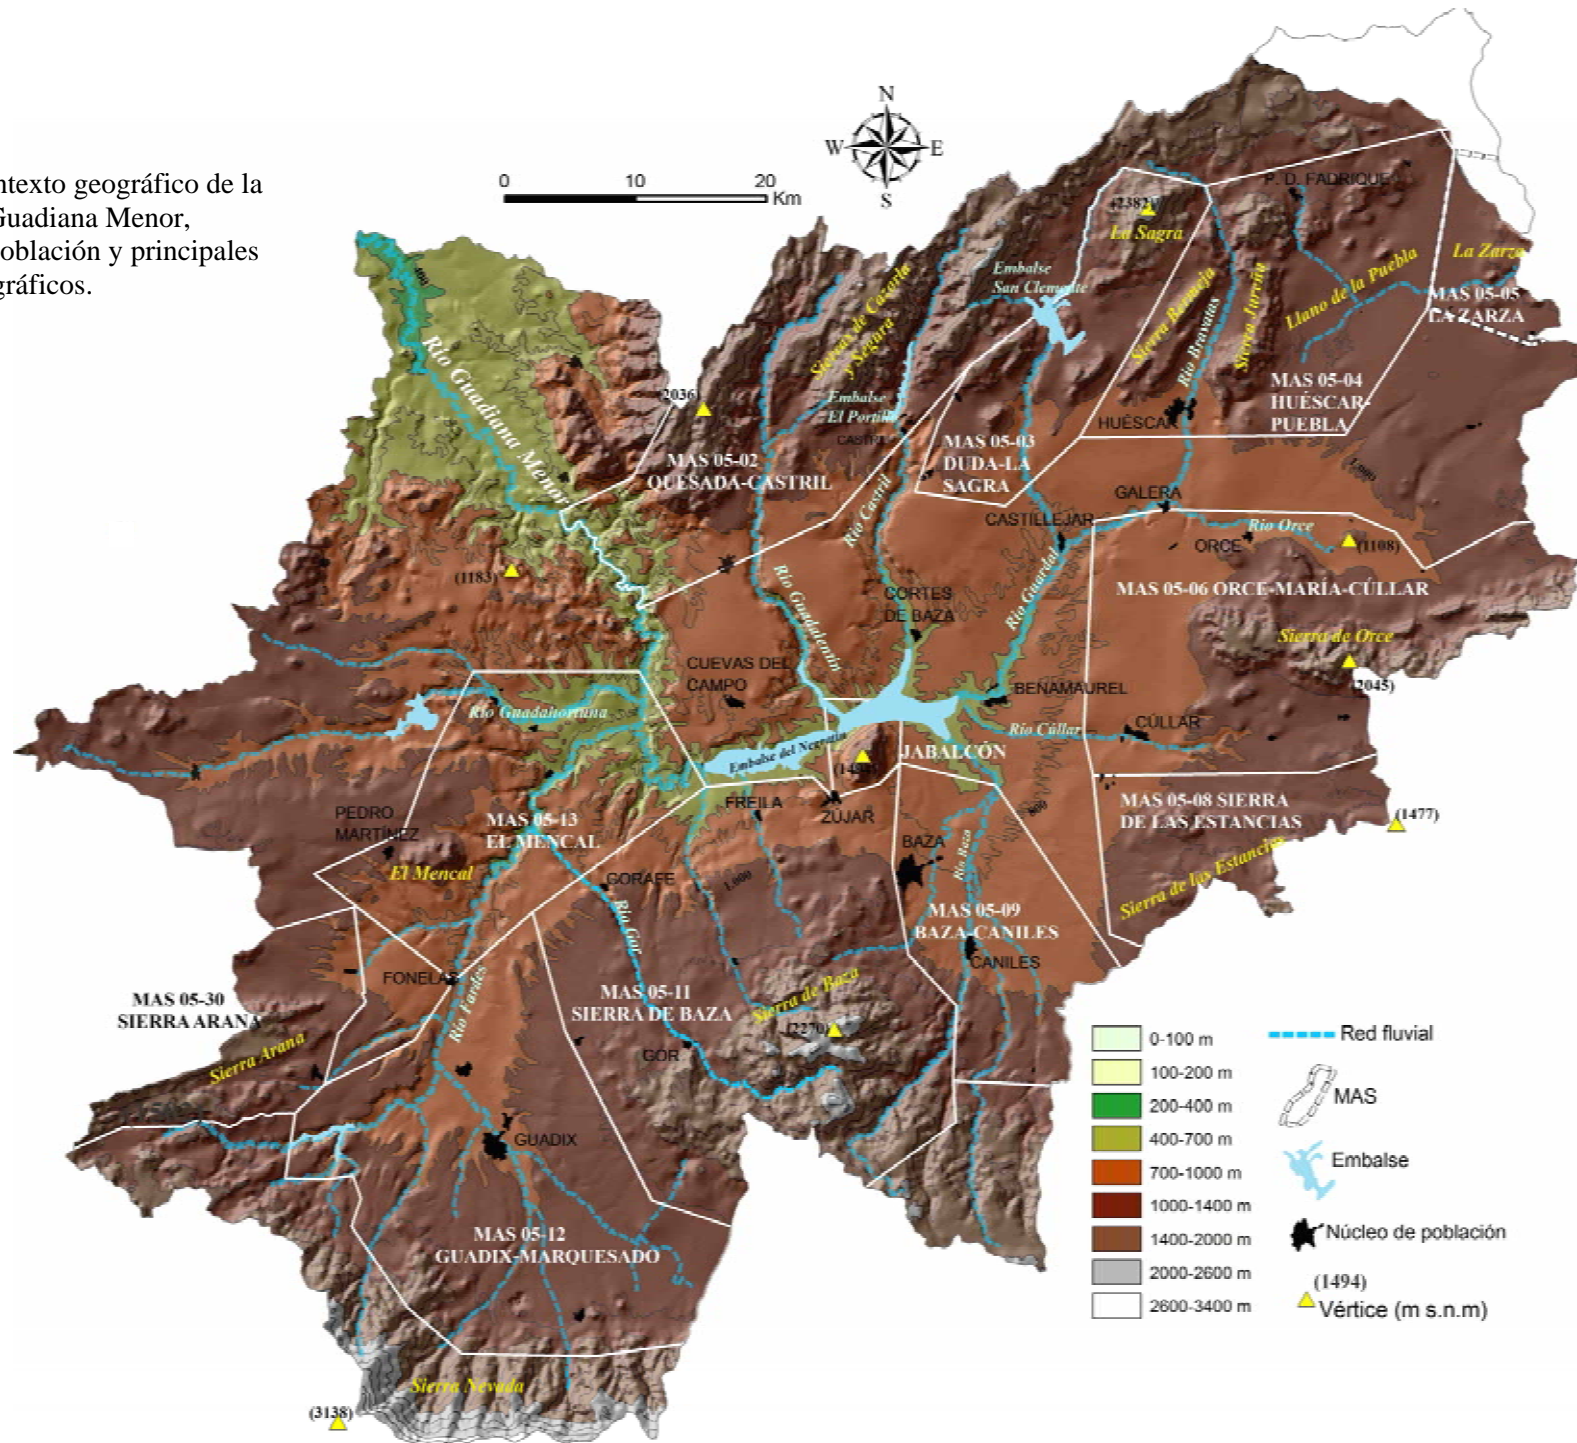 ntexto geográfico de la
Guadiana Menor,
oblación y principales
gráficos.
N
W
E
S
0
10
20
Km
P. D. FADRIQUE
(2382)
La Sagra
La Zarza
Embalse
San Clemente
Sierras de Cazorla
y Segura
Sierra Bermeja
Río Bravatas
Llano de la Puebla
MAS 05-05
LA ZARZA
400
Río Guadiana Menor
2036
Embalse
El Portillo
MAS 05-04
HUÉSCAR-
PUEBLA
HUÉSCAR
MAS 05-03
DUDA-LA
SAGRA
MAS 05-02
QUESADA-CASTRIL
1.000
GALERA
CASTILLEJAR
Río Castril
Río Orce
ORCE
(1108)
(1183)
Río Guadalentín
Río Guardal
CORTES
DE BAZA
MAS 05-06 ORCE-MARÍA-CÚLLAR
Sierra de Orce
(2045)
CUEVAS DEL
CAMPO
BENAMAUREL
Río Guadahortuna
Río Cúllar
CÚLLAR
Embalse del Negratín
JABALCÓN
(1494)
FREILA
ZÚJAR
800
MAS 05-08 SIERRA
DE LAS ESTANCIAS
(1477)
PEDRO
MARTÍNEZ
MAS 05-13
EL MENCAL
BAZA
Río Baza
El Mencal
GORAFE
1.000
Sierra de las Estancias
Río Gor
MAS 05-09
BAZA-CANILES
CANILES
FONELAS
Río Fardes
MAS 05-30
SIERRA ARANA
MAS 05-11
SIERRA DE BAZA
Sierra de Baza
(2270)
Sierra Arana
GOR
GUADIX
MAS 05-12
GUADIX-MARQUESADO
Sierra Nevada
(3138)
0-100 m
100-200 m
200-400 m
400-700 m
700-1000 m
1000-1400 m
1400-2000 m
2000-2600 m
2600-3400 m
Red fluvial
MAS
Embalse
Núcleo de población
(1494)
Vértice (m s.n.m)